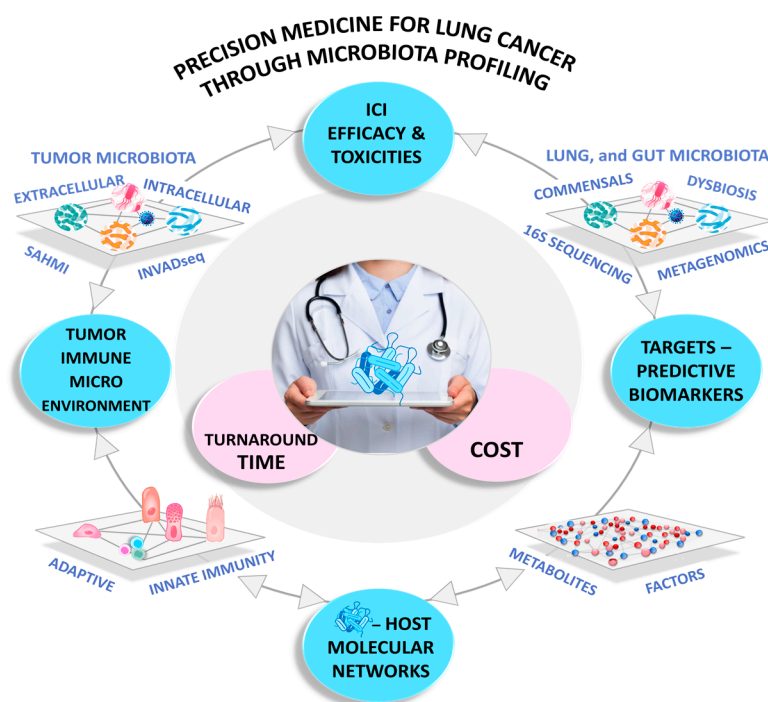 PRECISION MEDICINE FOR LUNG CANCER
THROUGH MICROBIOTA PROFILING
ICI
EFFICACY &
TOXICITIES
TUMOR MICROBIOTA
EXTRACELLULAR
INTRACELLULAR
SAHMI
INVADseq
LUNG, and GUT MICROBIOTA
COMMENSALS
DYSBIOSIS
16S SEQUENCING
METAGENOMICS
TUMOR
IMMUNE
MICRO
ENVIRONMENT
TARGETS –
PREDICTIVE
BIOMARKERS
TURNAROUND
TIME
COST
ADAPTIVE
INNATE IMMUNITY
METABOLITES
FACTORS
– HOST
MOLECULAR
NETWORKS